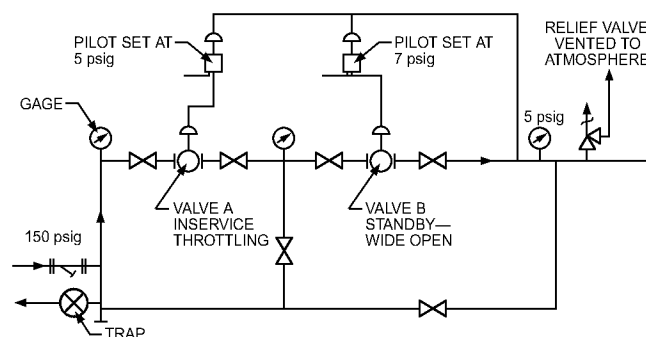 PILOT SET AT
5 psig
PILOT SET AT
7 psig
RELIEF VALVE
VENTED TO
ATMOSPHERE
GAGE
5 psig
VALVE A
INSERVICE
THROTTLING
VALVE B
STANDBY—
WIDE OPEN
150 psig
TRAP